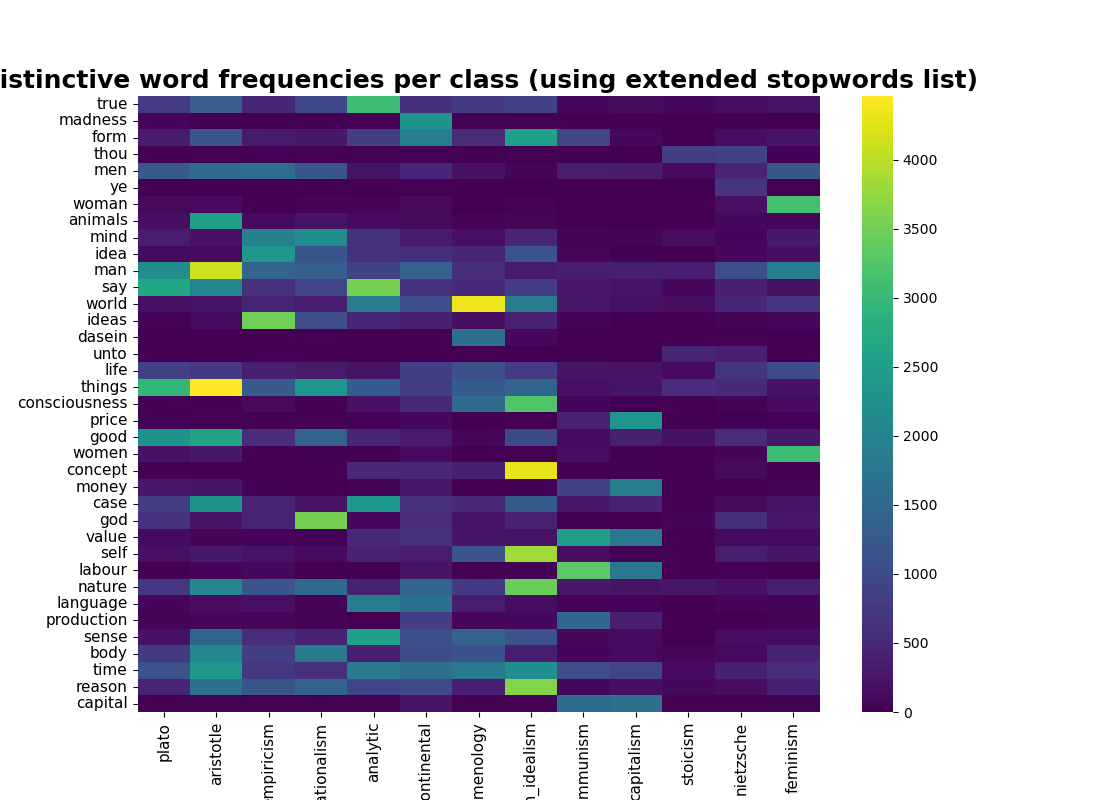 istinctive word frequencies per class (using extended stopwords list)
true
madness
form
thou
men
ye
woman
animals
mind
idea
man
say
world
ideas
dasein
unto
life
things
consciousness
price
good
women
concept
money
case
god
value
self
labour
nature
language
production
sense
body
time
reason
capital
plato
aristotle
empiricism
ationalism
analytic
ontinental
menology
n_idealism
mmunism
capitalism
stoicism
nietzsche
feminism
4000
3500
3000
2500
2000
1500
1000
500
0